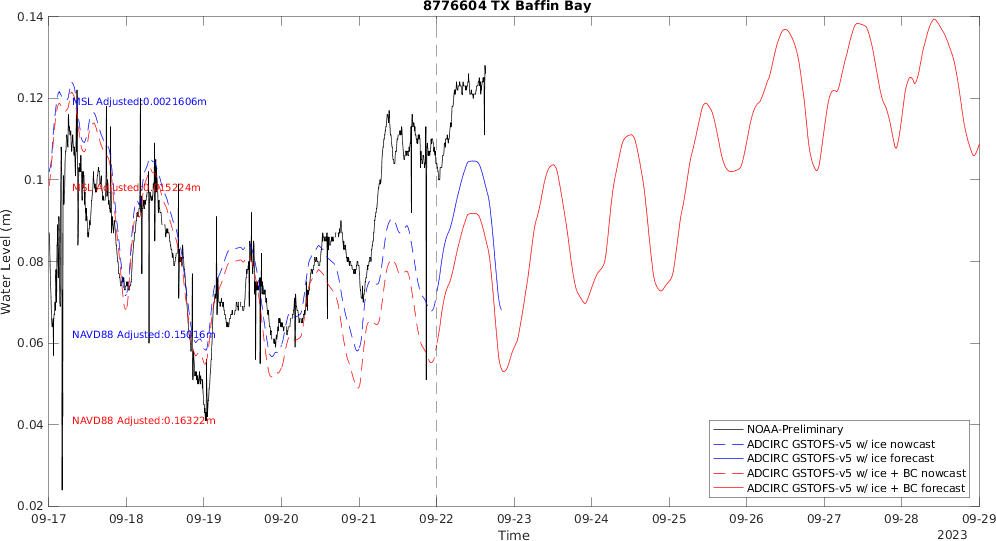 8776604 TX Baffin Bay
0.14
0.12
0.1
0.08
0.06
0.04
0.02
Water Level (m)
MSL Adjusted:0.0021606m
MSL Adjusted:0.015224m
NAVD88 Adjusted:0.15016m
NAVD88 Adjusted:0.16322m
NOAA-Preliminary
ADCIRC GSTOFS-v5 w/ ice nowcast
ADCIRC GSTOFS-v5 w/ ice forecast
ADCIRC GSTOFS-v5 w/ ice + BC nowcast
ADCIRC GSTOFS-v5 w/ ice + BC forecast
09-17 09-18 09-19 09-20 09-21 09-22 09-23 09-24 09-25 09-26 09-27 09-28 09-29
Time
2023